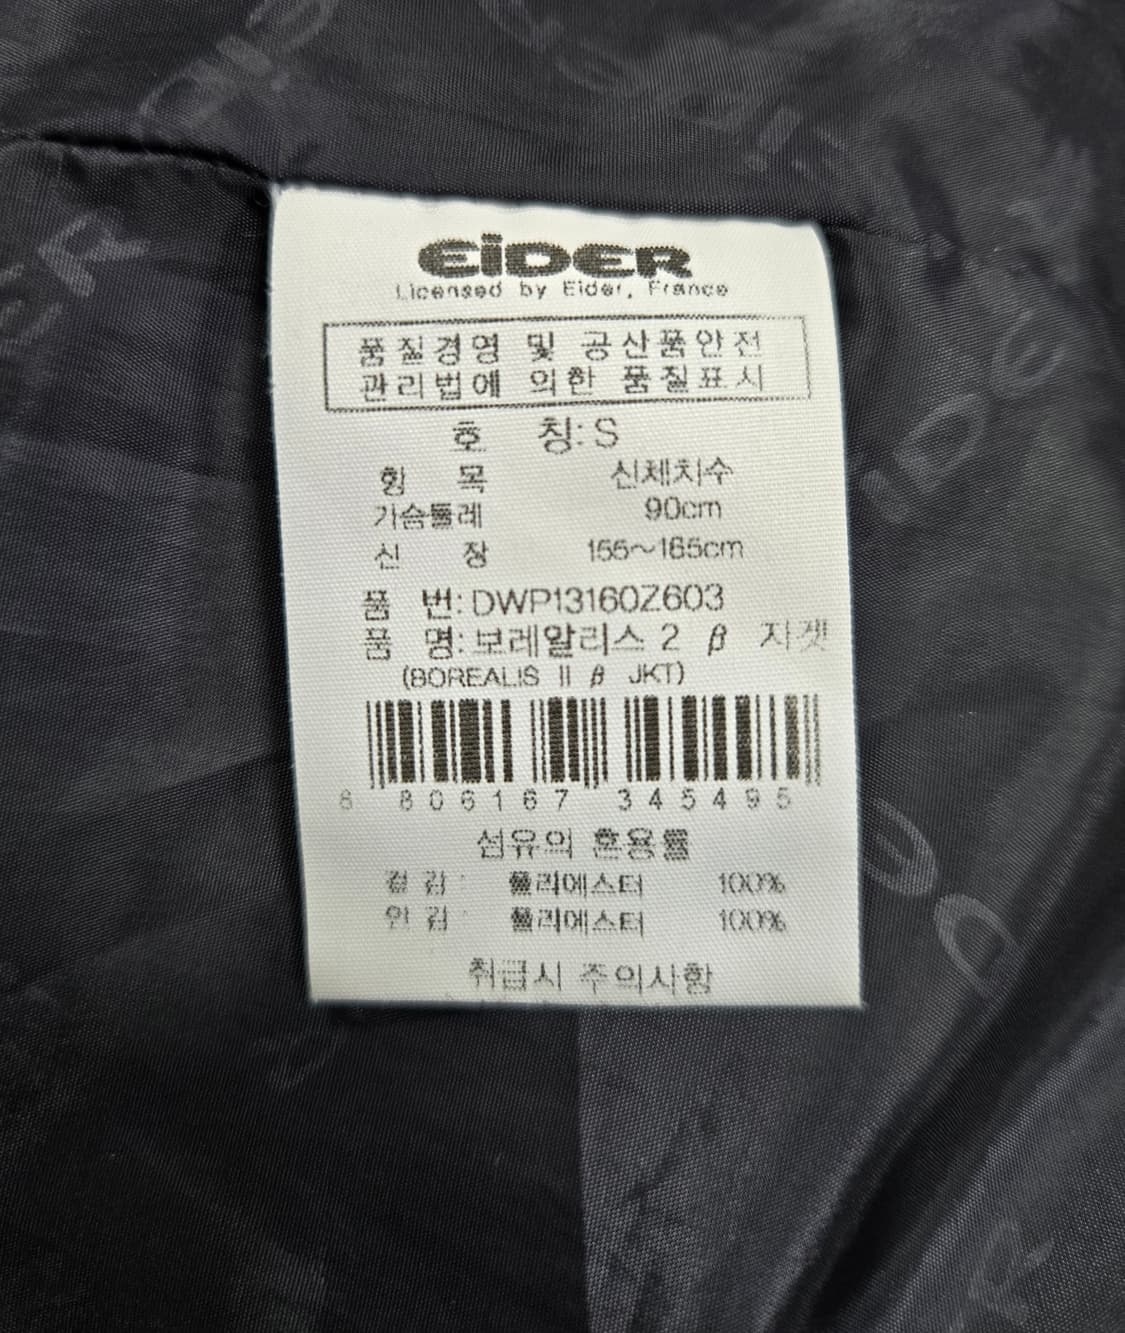 EiDER
Licensed by Eider, France
품질경영 및 공산품안전
관리법에 의한 품질표시
호 칭: S
항 목 신체치수
가슴둘레 90cm
신 장 155~165cm
품 번: DWP13160Z603
품 명: 보레알리스 2 β 자켓
(BOREALIS II β JKT)
8 806167 345495
섬유의 혼용률
겉 감 : 폴리에스터 100%
안 감 : 폴리에스터 100%
취급시 주의사항